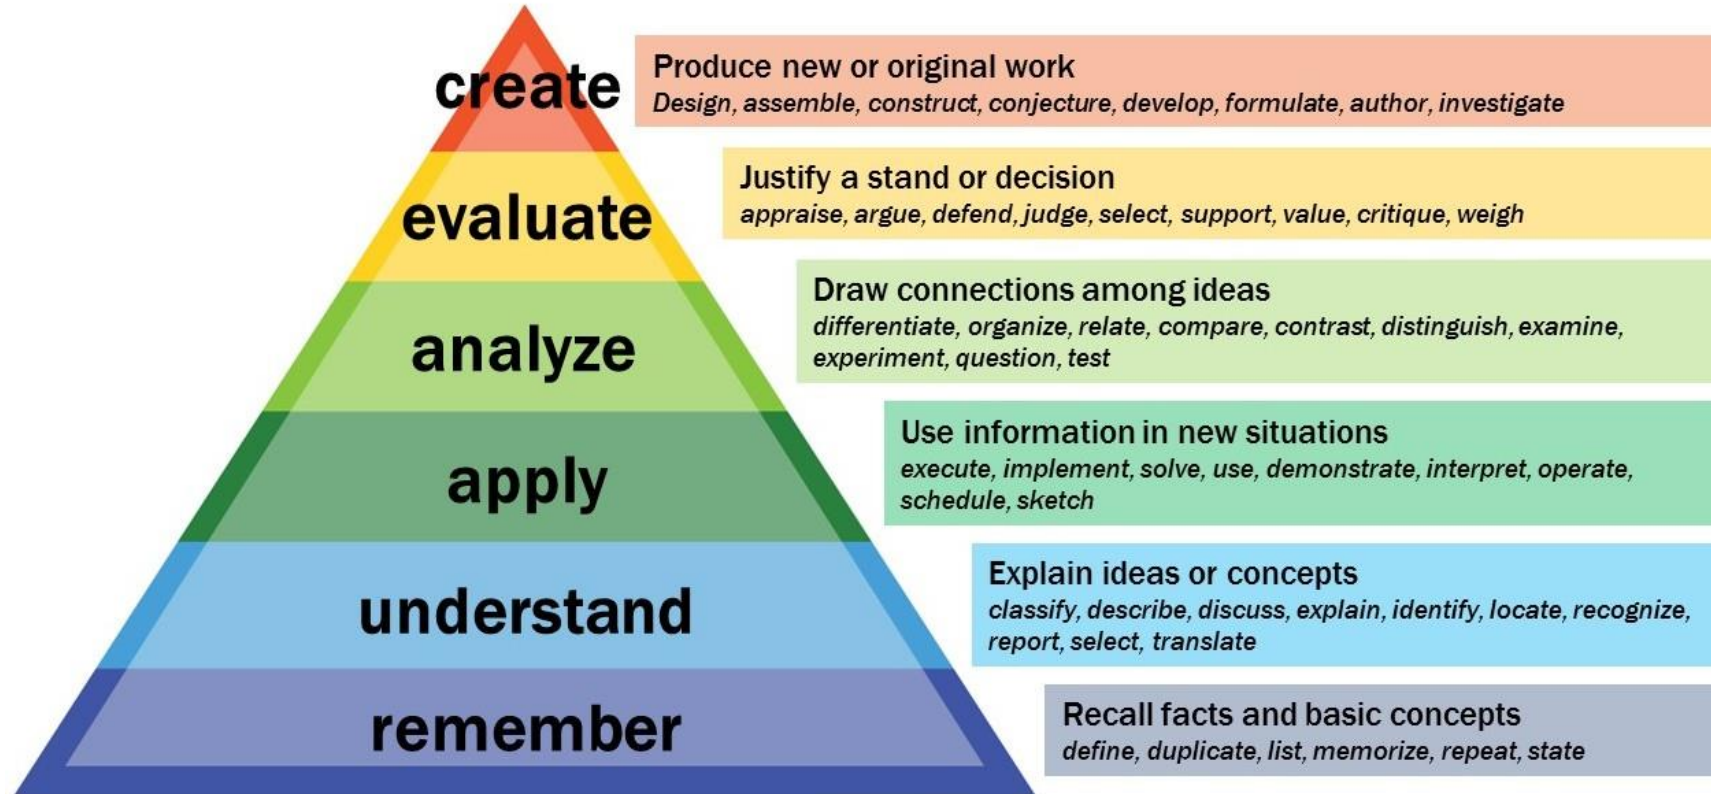 create
Produce new or original work
Design, assemble, construct, conjecture, develop, formulate, author, investigate
evaluate
Justify a stand or decision
appraise, argue, defend, judge, select, support, value, critique, weigh
analyze
Draw connections among ideas
differentiate, organize, relate, compare, contrast, distinguish, examine,
experiment, question, test
apply
Use information in new situations
execute, implement, solve, use, demonstrate, interpret, operate,
schedule, sketch
understand
Explain ideas or concepts
classify, describe, discuss, explain, identify, locate, recognize,
report, select, translate
remember
Recall facts and basic concepts
define, duplicate, list, memorize, repeat, state